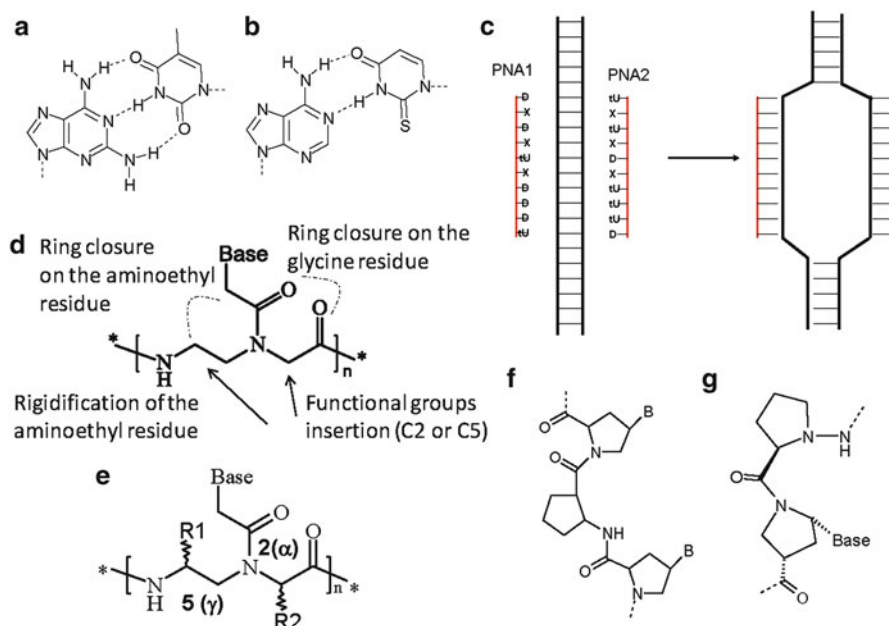 a
H
H
N
O
N
H
N
N
O
N
N
N
N
H
H
b
H
H
N
O
N
H
N
N
S
N
N
N
c
PNA1
D
X
D
X
tU
X
D
D
D
tU
PNA2
tU
X
tU
X
D
X
tU
tU
tU
D
d
Ring closure
on the aminoethyl
residue
Base
Ring closure on the
glycine residue
O
O
*
N
H
N
n
*
Rigidification of the
aminoethyl residue
Functional groups
insertion (C2 or C5)
e
Base
R1
O
2(α)
O
*
N
H
N
n
*
5 (γ)
R2
f
O
B
N
O
NH
O
B
N
g
N
N
H
O
N
Base
O